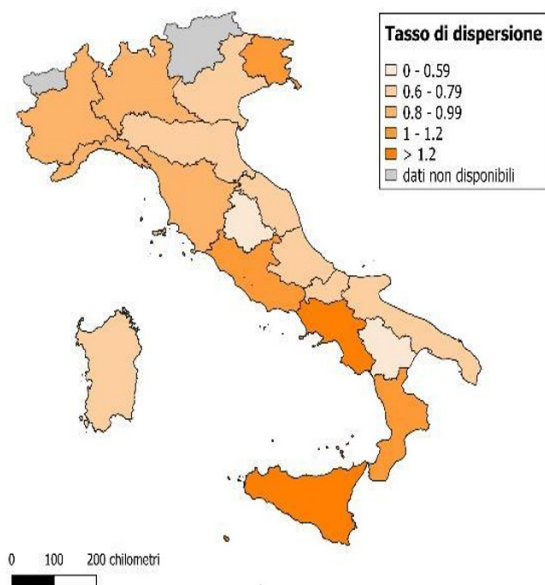 Tasso di dispersione
0 - 0.59
0.6 - 0.79
0.8 - 0.99
1 - 1.2
> 1.2
dati non disponibili
0 100 200 chilometri